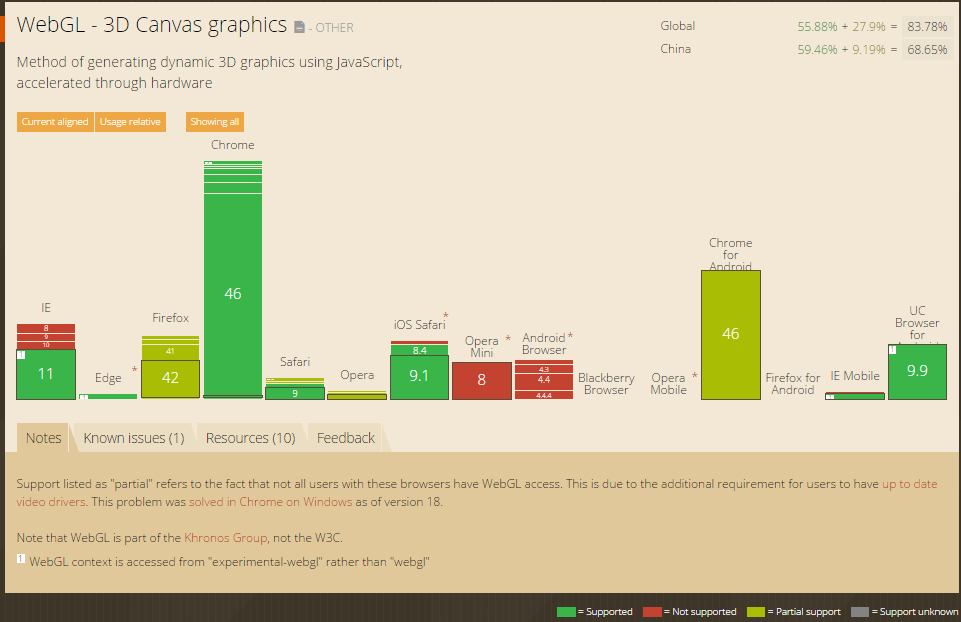 WebGL - 3D Canvas graphics - OTHER
Global 55.88% + 27.9% = 83.78%
China 59.46% + 9.19% = 68.65%
Method of generating dynamic 3D graphics using JavaScript,
accelerated through hardware
Current aligned Usage relative Showing all
Chrome
46
IE
8
9
10
1
11
Edge *
1
Firefox
41
42
Safari
9
Opera
iOS Safari *
8.4
9.1
Opera *
Mini
8
Android *
Browser
4.3
4.4
4.4.4
Blackberry
Browser
Opera *
Mobile
Chrome
for
Android
46
Firefox for
Android
IE Mobile
1
UC
Browser
for
1
9.9
Notes Known issues (1) Resources (10) Feedback
Support listed as "partial" refers to the fact that not all users with these browsers have WebGL access. This is due to the additional requirement for users to have up to date
video drivers. This problem was solved in Chrome on Windows as of version 18.
Note that WebGL is part of the Khronos Group, not the W3C.
1 WebGL context is accessed from "experimental-webgl" rather than "webgl"
= Supported = Not supported = Partial support = Support unknown